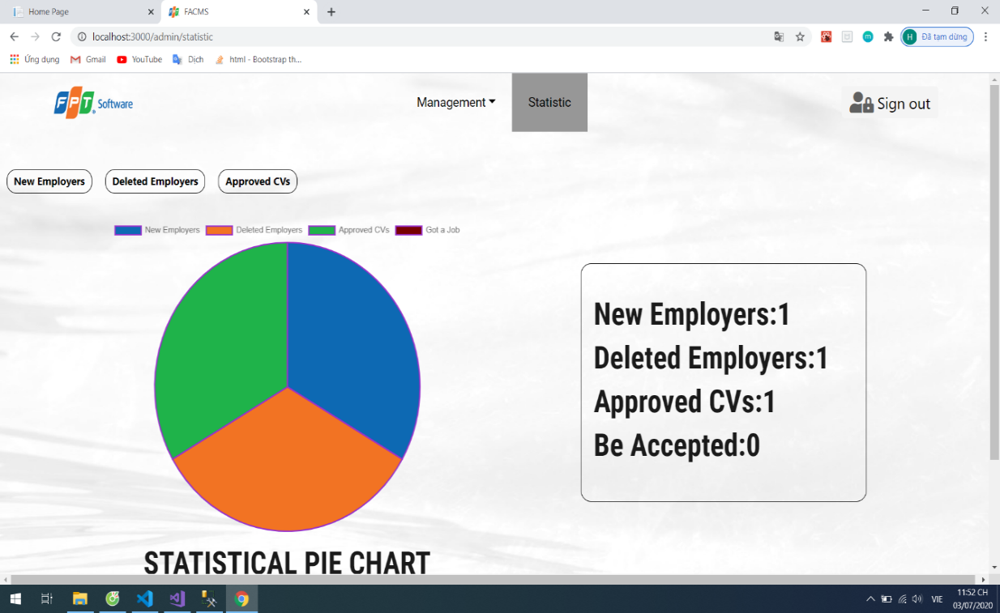 Home Page
FACMS
localhost:3000/admin/statistic
H Đã tạm dừng
Ứng dụng Gmail YouTube Dịch html - Bootstrap th...
FPT Software
Management
Statistic
Sign out
New Employers Deleted Employers Approved CVs
New Employers Deleted Employers Approved CVs Got a Job
New Employers:1
Deleted Employers:1
Approved CVs:1
Be Accepted:0
STATISTICAL PIE CHART
VIE
11:52 CH
03/07/2020